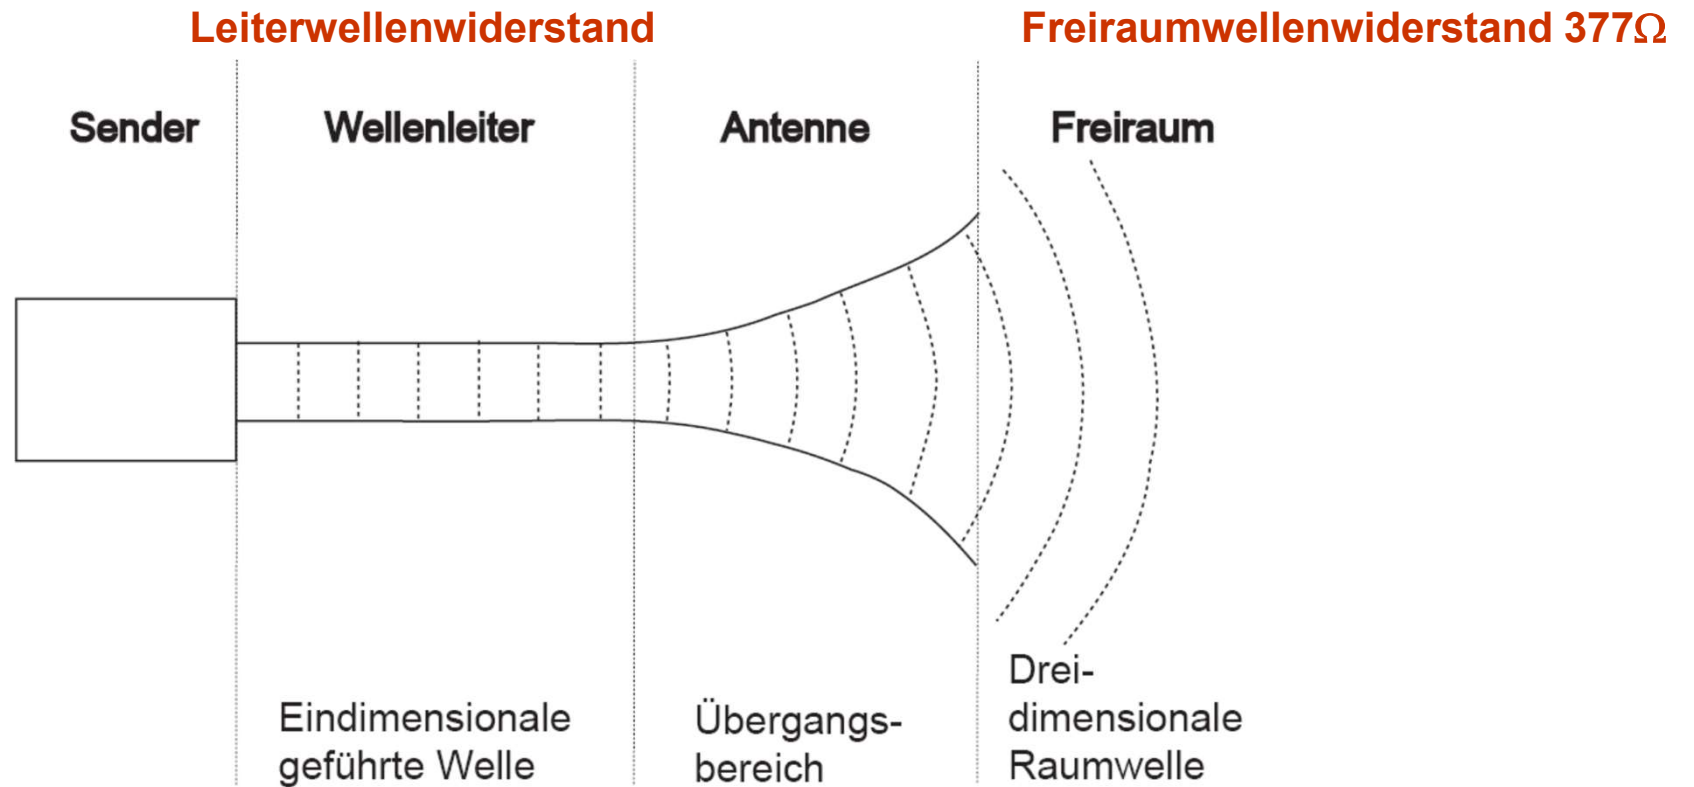 Leiterwellenwiderstand
Freiraumwellenwiderstand 377Ω
Sender
Wellenleiter
Antenne
Freiraum
Eindimensionale
geführte Welle
Übergangs-
bereich
Drei-
dimensionale
Raumwelle